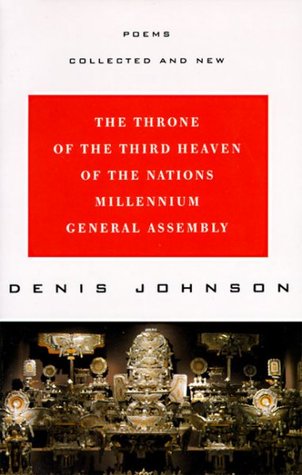 POEMS
COLLECTED AND NEW
THE THRONE
OF THE THIRD HEAVEN
OF THE NATIONS
MILLENNIUM
GENERAL ASSEMBLY
DENIS JOHNSON